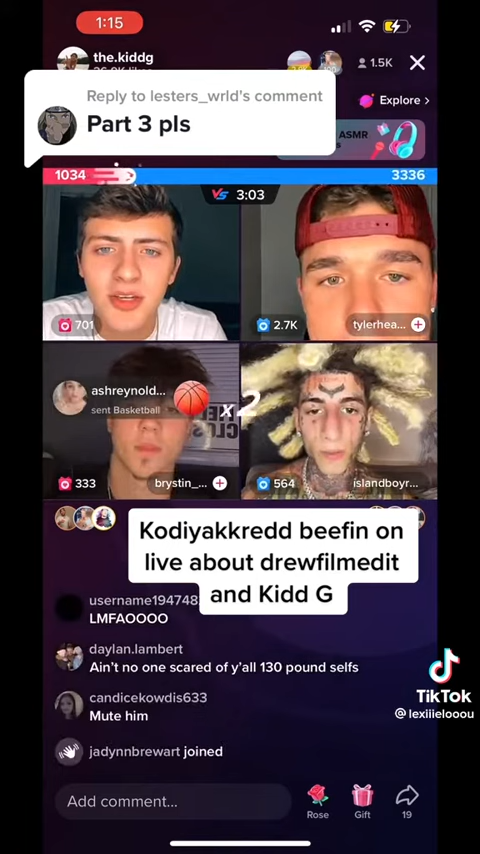 1:15
the.kiddg
1.5K
Explore >
Reply to lesters_wrld's comment
Part 3 pls
ASMR
1034
3336
VS 3:03
701
2.7K
tylerhea...
ashreynold...
sent Basketball
x2
333
brystin_...
564
islandboyr...
Kodiyakkredd beefin on
live about drewfilmedit
and Kidd G
username194748
LMFAOOOO
daylan.lambert
Ain't no one scared of y'all 130 pound selfs
candicekowdis633
Mute him
jadynnbrewart joined
TikTok
@lexiiielooou
Add comment...
Rose
Gift
19